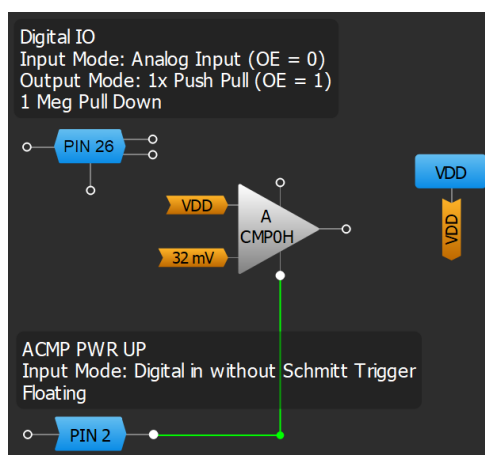 Digital IO
Input Mode: Analog Input (OE = 0)
Output Mode: 1x Push Pull (OE = 1)
1 Meg Pull Down
PIN 26
VDD
VDD
A
CMP0H
VDD
32 mV
ACMP PWR UP
Input Mode: Digital in without Schmitt Trigger
Floating
PIN 2